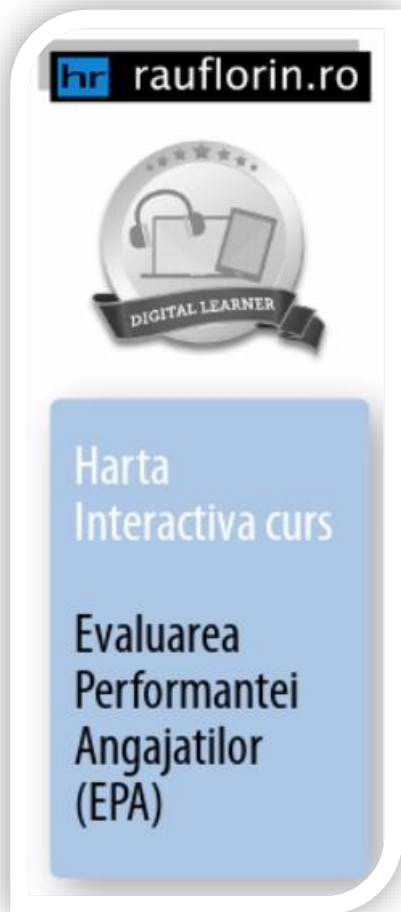 hr rauflorin.ro
DIGITAL LEARNER
Harta
Interactiva curs
Evaluarea
Performantei
Angajatilor
(EPA)